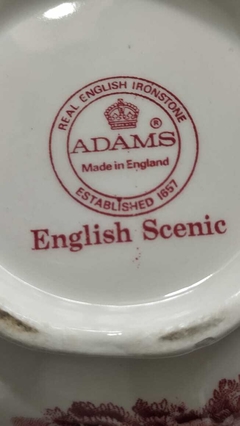 REAL ENGLISH IRONSTONE
ADAMS ®
Made in England
ESTABLISHED 1657
English Scenic